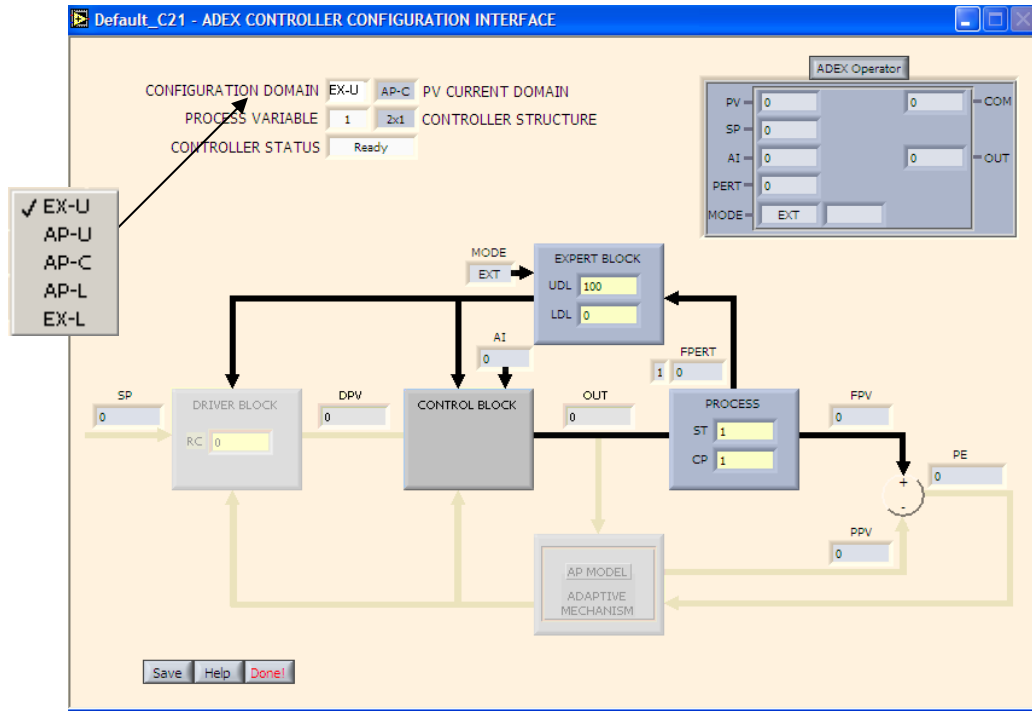 Default_C21 - ADEX CONTROLLER CONFIGURATION INTERFACE
CONFIGURATION DOMAIN EX-U AP-C PV CURRENT DOMAIN
PROCESS VARIABLE 1 2x1 CONTROLLER STRUCTURE
CONTROLLER STATUS Ready
ADEX Operator
PV 0 0 COM
SP 0
AI 0 0 OUT
PERT 0
MODE EXT
EX-U
AP-U
AP-C
AP-L
EX-L
MODE
EXT
EXPERT BLOCK
UDL 100
LDL 0
AI
0
FPERT
1 0
SP
0
DRIVER BLOCK
RC 0
DPV
0
CONTROL BLOCK
OUT
0
PROCESS
ST 1
CP 1
FPV
0
PE
0
+
-
PPV
0
AP MODEL
ADAPTIVE
MECHANISM
Save Help Done!